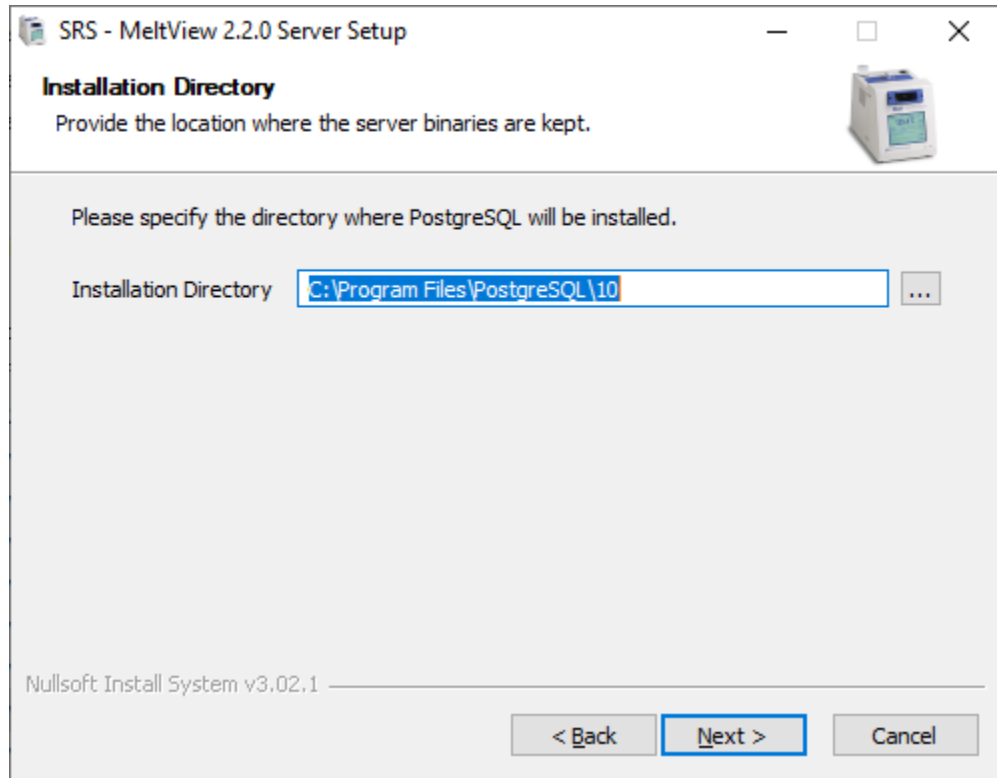 SRS - MeltView 2.2.0 Server Setup
Installation Directory
Provide the location where the server binaries are kept.
Please specify the directory where PostgreSQL will be installed.
Installation Directory C:\Program Files\PostgreSQL\10 ...
Nullsoft Install System v3.02.1
< Back Next > Cancel